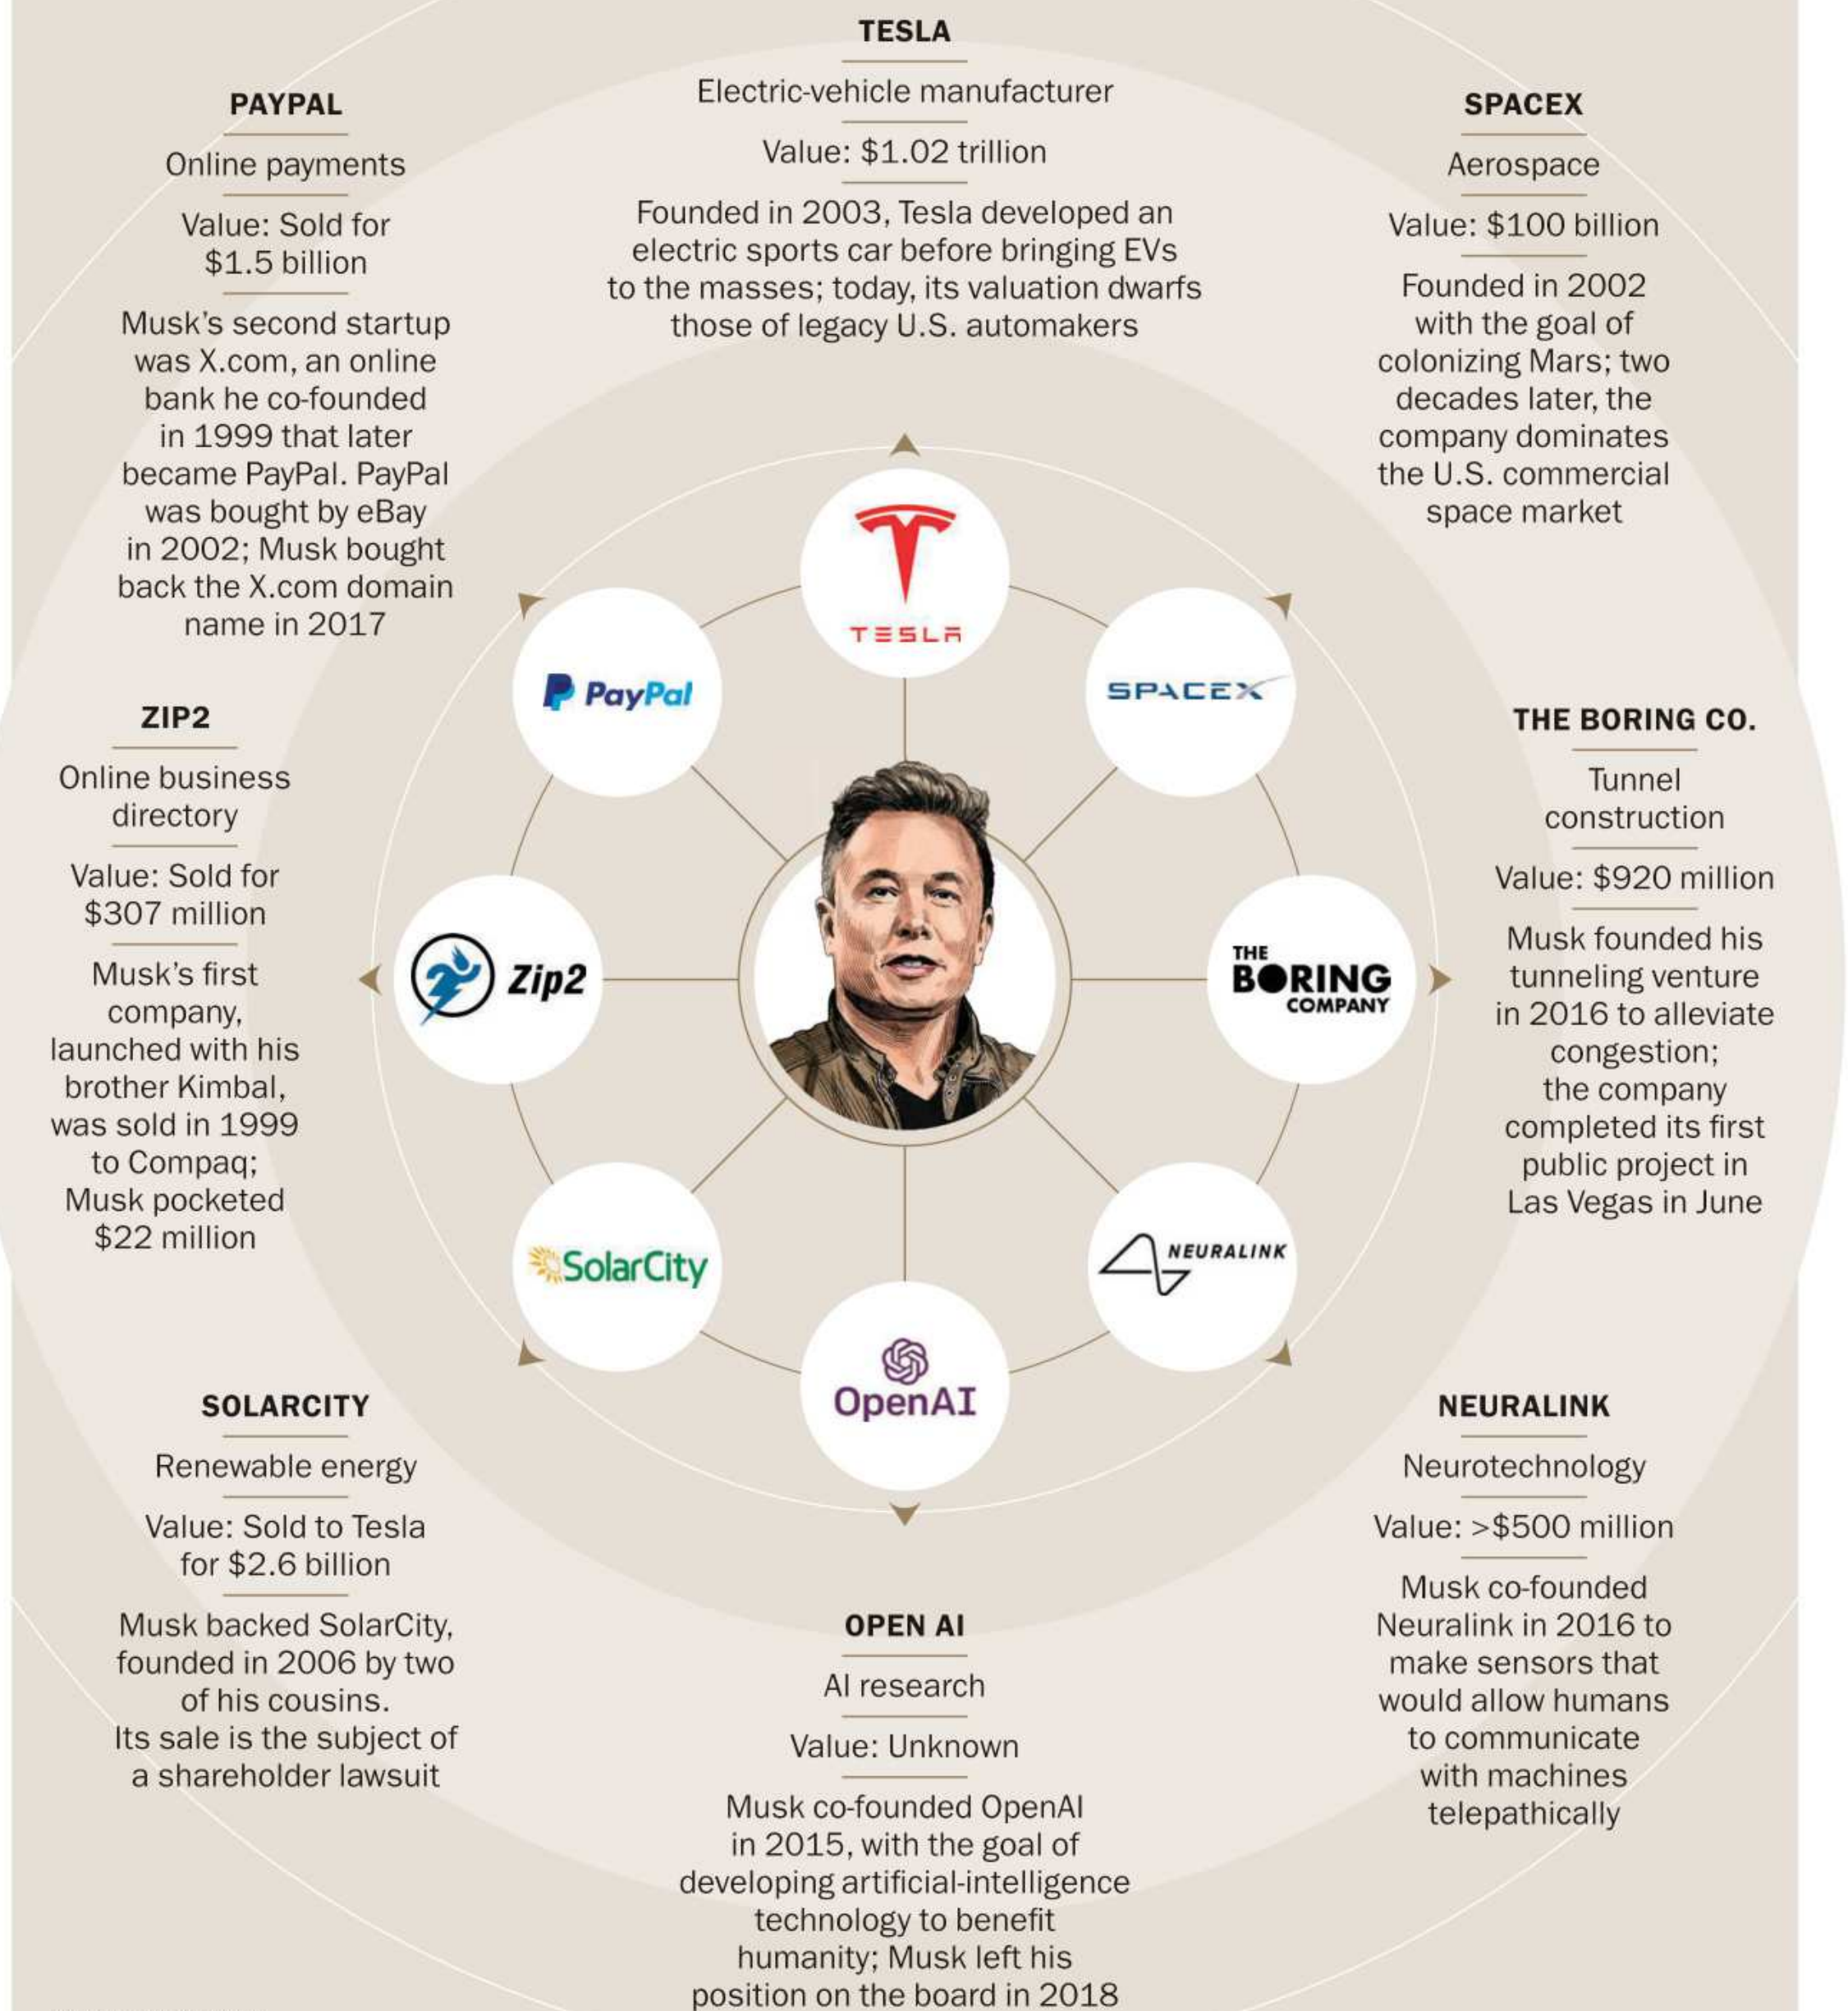 TESLA
Electric-vehicle manufacturer
Value: $1.02 trillion
Founded in 2003, Tesla developed an
electric sports car before bringing EVs
to the masses; today, its valuation dwarfs
those of legacy U.S. automakers
PAYPAL
Online payments
Value: Sold for
$1.5 billion
Musk's second startup
was X.com, an online
bank he co-founded
in 1999 that later
became PayPal. PayPal
was bought by eBay
in 2002; Musk bought
back the X.com domain
name in 2017
SPACEX
Aerospace
Value: $100 billion
Founded in 2002
with the goal of
colonizing Mars; two
decades later, the
company dominates
the U.S. commercial
space market
TESLA
PayPal
SPACEX
ZIP2
Online business
directory
Value: Sold for
$307 million
Musk's first
company,
launched with his
brother Kimbal,
was sold in 1999
to Compaq;
Musk pocketed
$22 million
Zip2
THE
BORING
COMPANY
THE BORING CO.
Tunnel
construction
Value: $920 million
Musk founded his
tunneling venture
in 2016 to alleviate
congestion;
the company
completed its first
public project in
Las Vegas in June
SolarCity
NEURALINK
OpenAI
SOLARCITY
Renewable energy
Value: Sold to Tesla
for $2.6 billion
Musk backed SolarCity,
founded in 2006 by two
of his cousins.
Its sale is the subject of
a shareholder lawsuit
OPEN AI
AI research
Value: Unknown
Musk co-founded OpenAI
in 2015, with the goal of
developing artificial-intelligence
technology to benefit
humanity; Musk left his
position on the board in 2018
NEURALINK
Neurotechnology
Value: >$500 million
Musk co-founded
Neuralink in 2016 to
make sensors that
would allow humans
to communicate
with machines
telepathically